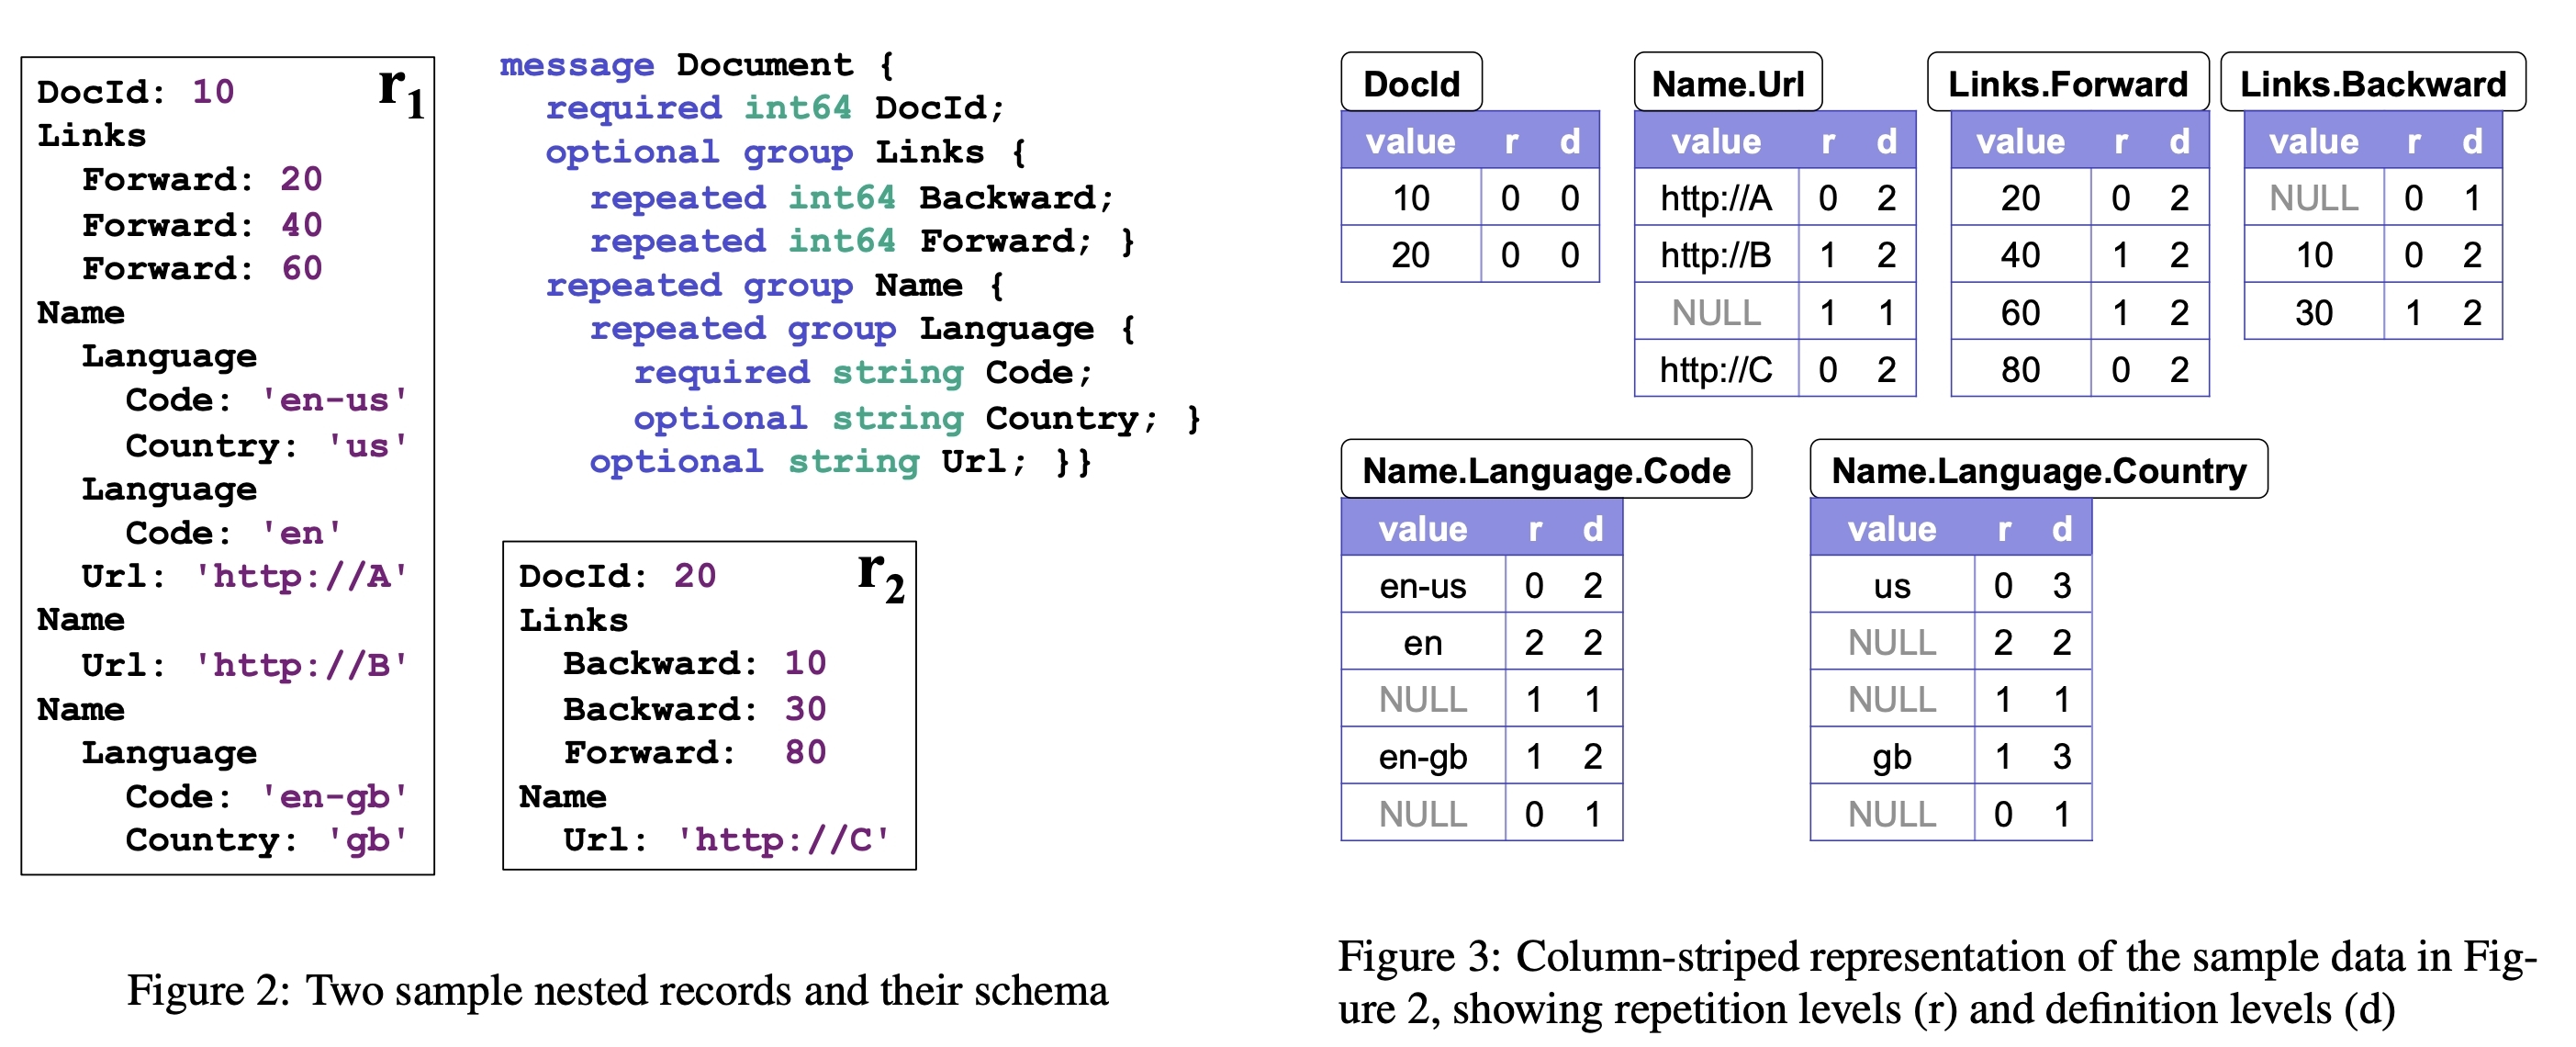 DocId: 10
r1
Links
Forward: 20
Forward: 40
Forward: 60
Name
Language
Code: 'en-us'
Country: 'us'
Language
Code: 'en'
Url: 'http://A'
Name
Url: 'http://B'
Name
Language
Code: 'en-gb'
Country: 'gb'
message Document {
required int64 DocId;
optional group Links {
repeated int64 Backward;
repeated int64 Forward; }
repeated group Name {
repeated group Language {
required string Code;
optional string Country; }
optional string Url; }}
DocId: 20
r2
Links
Backward: 10
Backward: 30
Forward: 80
Name
Url: 'http://C'
Figure 2: Two sample nested records and their schema
DocId
value r d
10 0 0
20 0 0
Name.Url
value r d
http://A 0 2
http://B 1 2
NULL 1 1
http://C 0 2
Links.Forward
value r d
20 0 2
40 1 2
60 1 2
80 0 2
Links.Backward
value r d
NULL 0 1
10 0 2
30 1 2
Name.Language.Code
value r d
en-us 0 2
en 2 2
NULL 1 1
en-gb 1 2
NULL 0 1
Name.Language.Country
value r d
us 0 3
NULL 2 2
NULL 1 1
gb 1 3
NULL 0 1
Figure 3: Column-striped representation of the sample data in Fig-
ure 2, showing repetition levels (r) and definition levels (d)